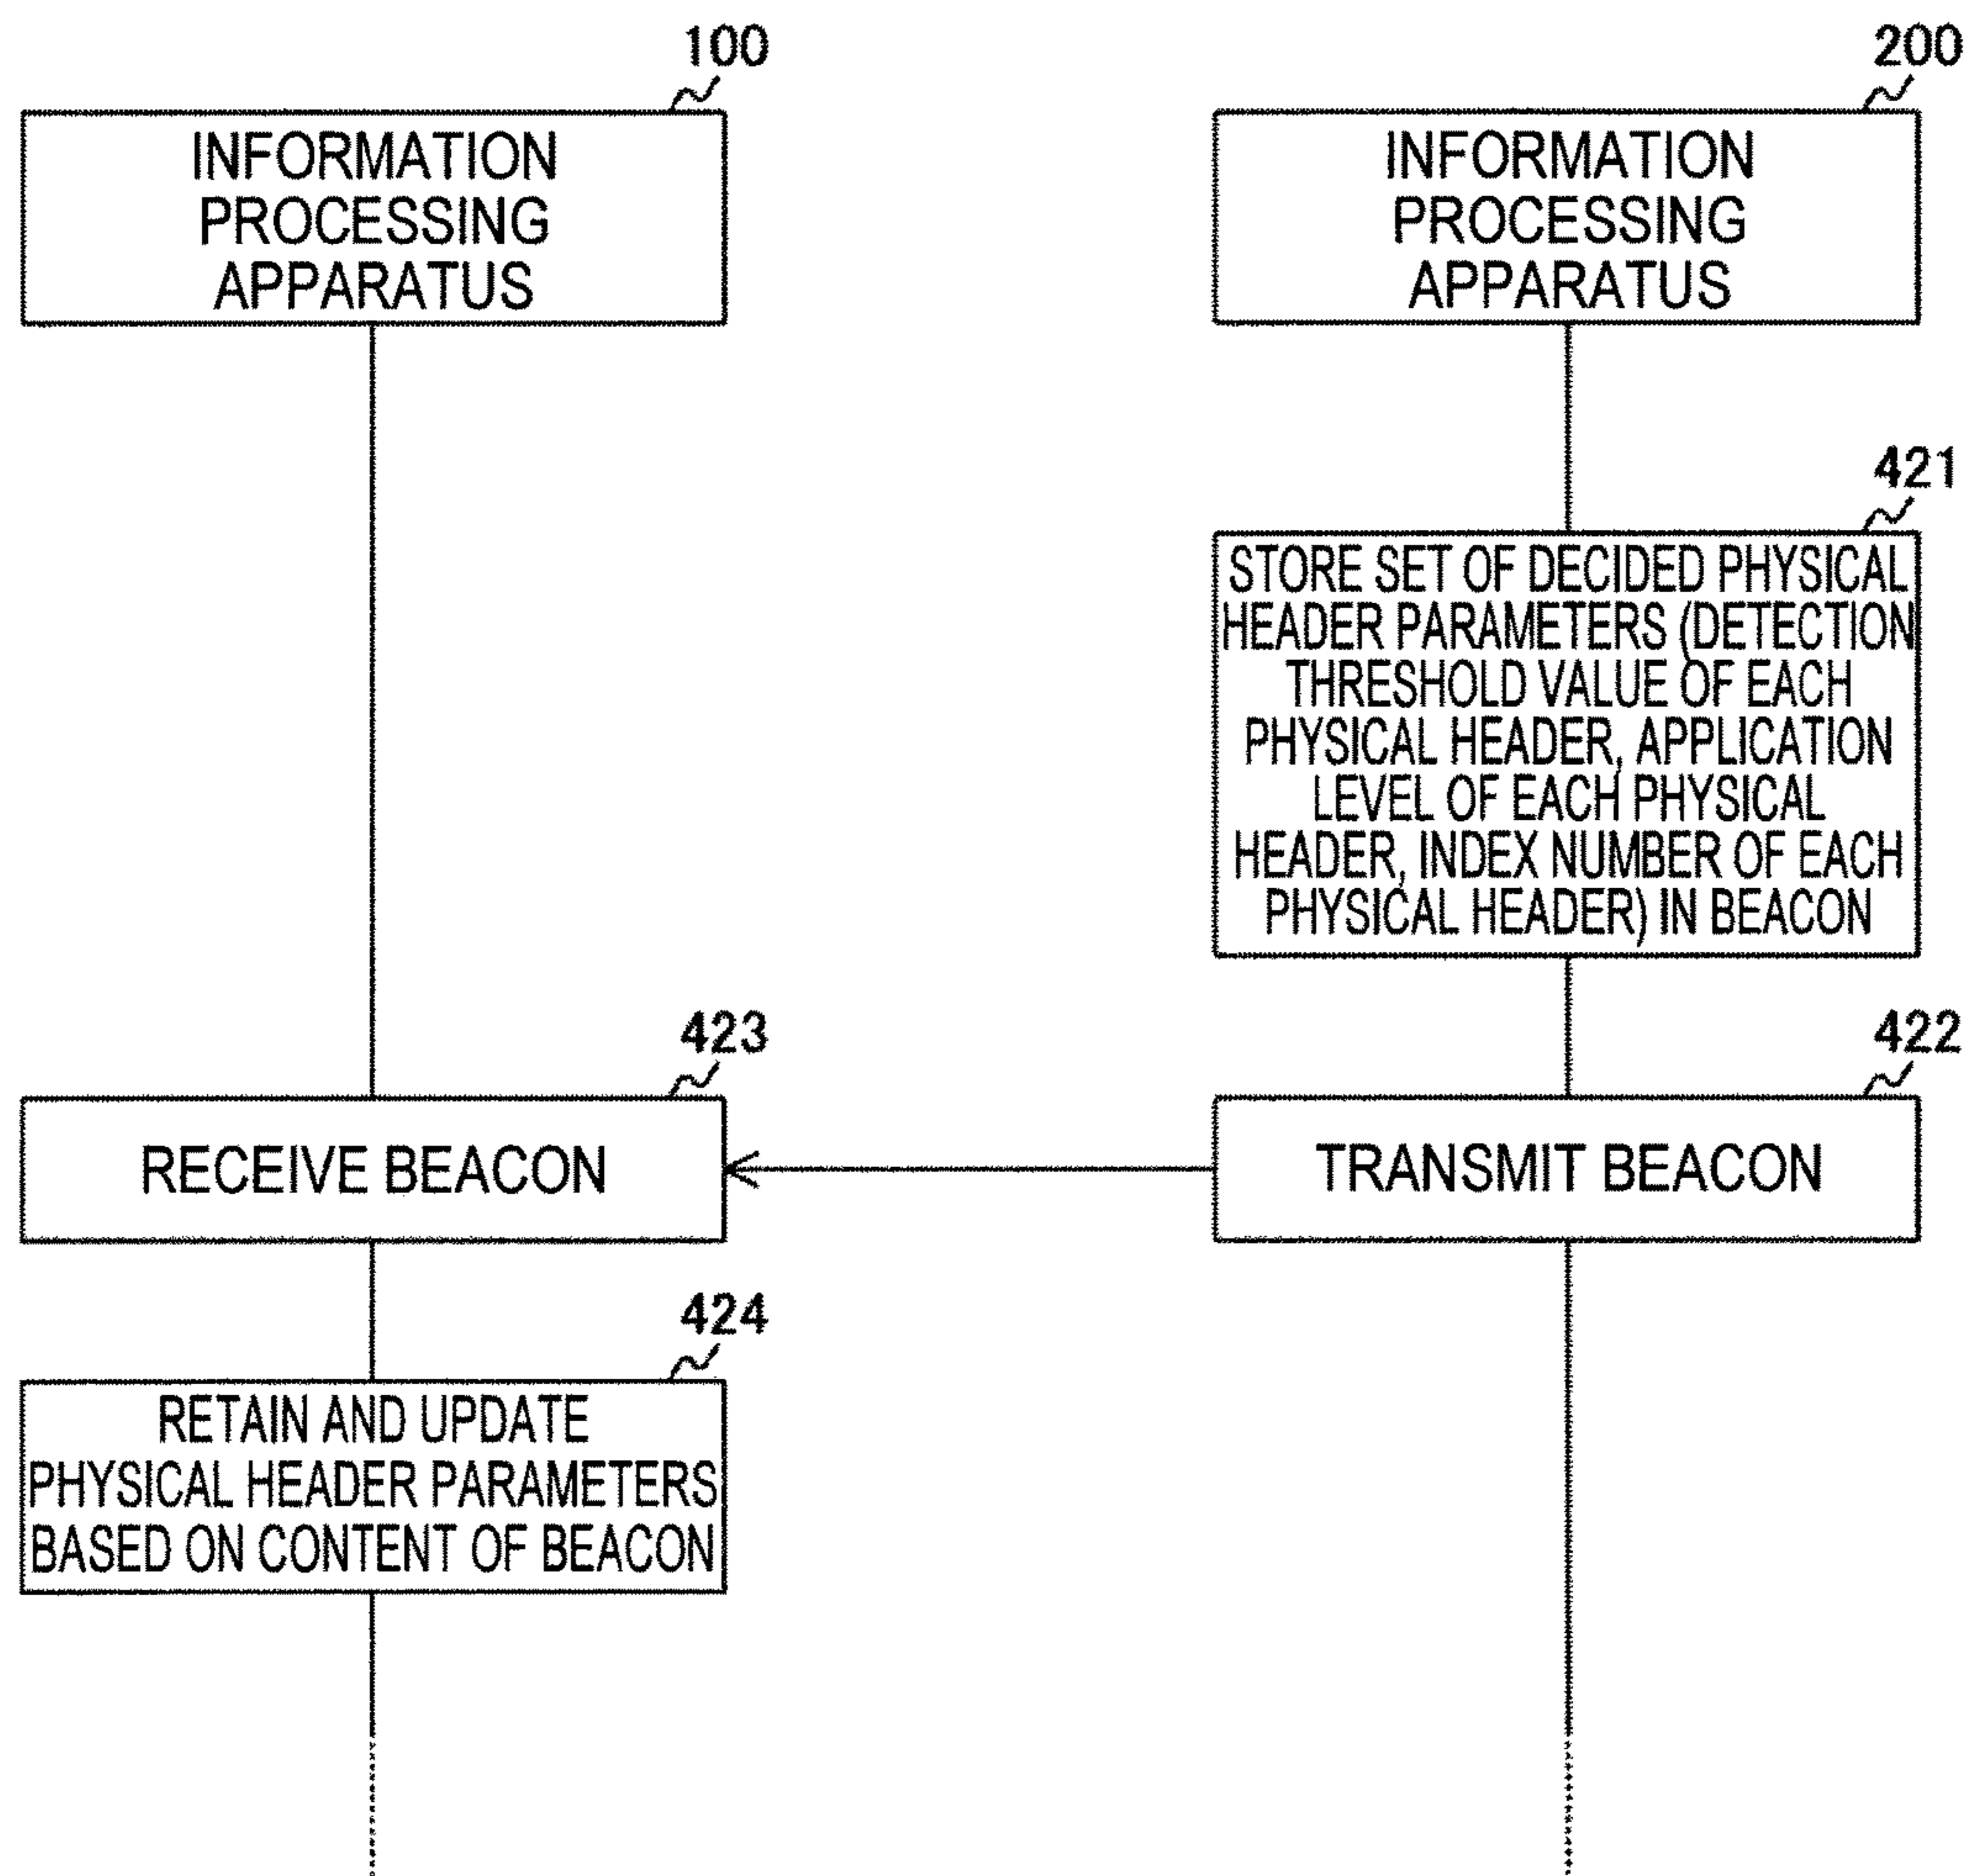 100
INFORMATION
PROCESSING
APPARATUS
200
INFORMATION
PROCESSING
APPARATUS
421
STORE SET OF DECIDED PHYSICAL
HEADER PARAMETERS (DETECTION
THRESHOLD VALUE OF EACH
PHYSICAL HEADER, APPLICATION
LEVEL OF EACH PHYSICAL
HEADER, INDEX NUMBER OF EACH
PHYSICAL HEADER) IN BEACON
423
RECEIVE BEACON
422
TRANSMIT BEACON
424
RETAIN AND UPDATE
PHYSICAL HEADER PARAMETERS
BASED ON CONTENT OF BEACON